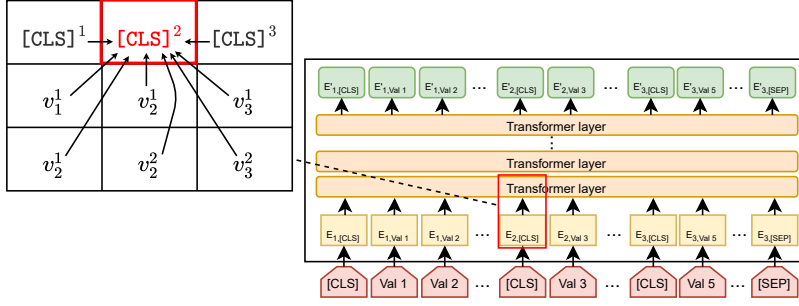 [CLS]¹ [CLS]² [CLS]³
v₁¹ v₂¹ v₃¹
v₂¹ v₂² v₃²
E'1,[CLS] E'1,Val 1 E'1,Val 2 ... E'2,[CLS] E'2,Val 3 ... E'3,[CLS] E'3,Val 5 ... E'3,[SEP]
Transformer layer
⋮
Transformer layer
Transformer layer
E1,[CLS] E1,Val 1 E1,Val 2 ... E2,[CLS] E2,Val 3 ... E3,[CLS] E3,Val 5 ... E3,[SEP]
[CLS] Val 1 Val 2 ... [CLS] Val 3 ... [CLS] Val 5 ... [SEP]